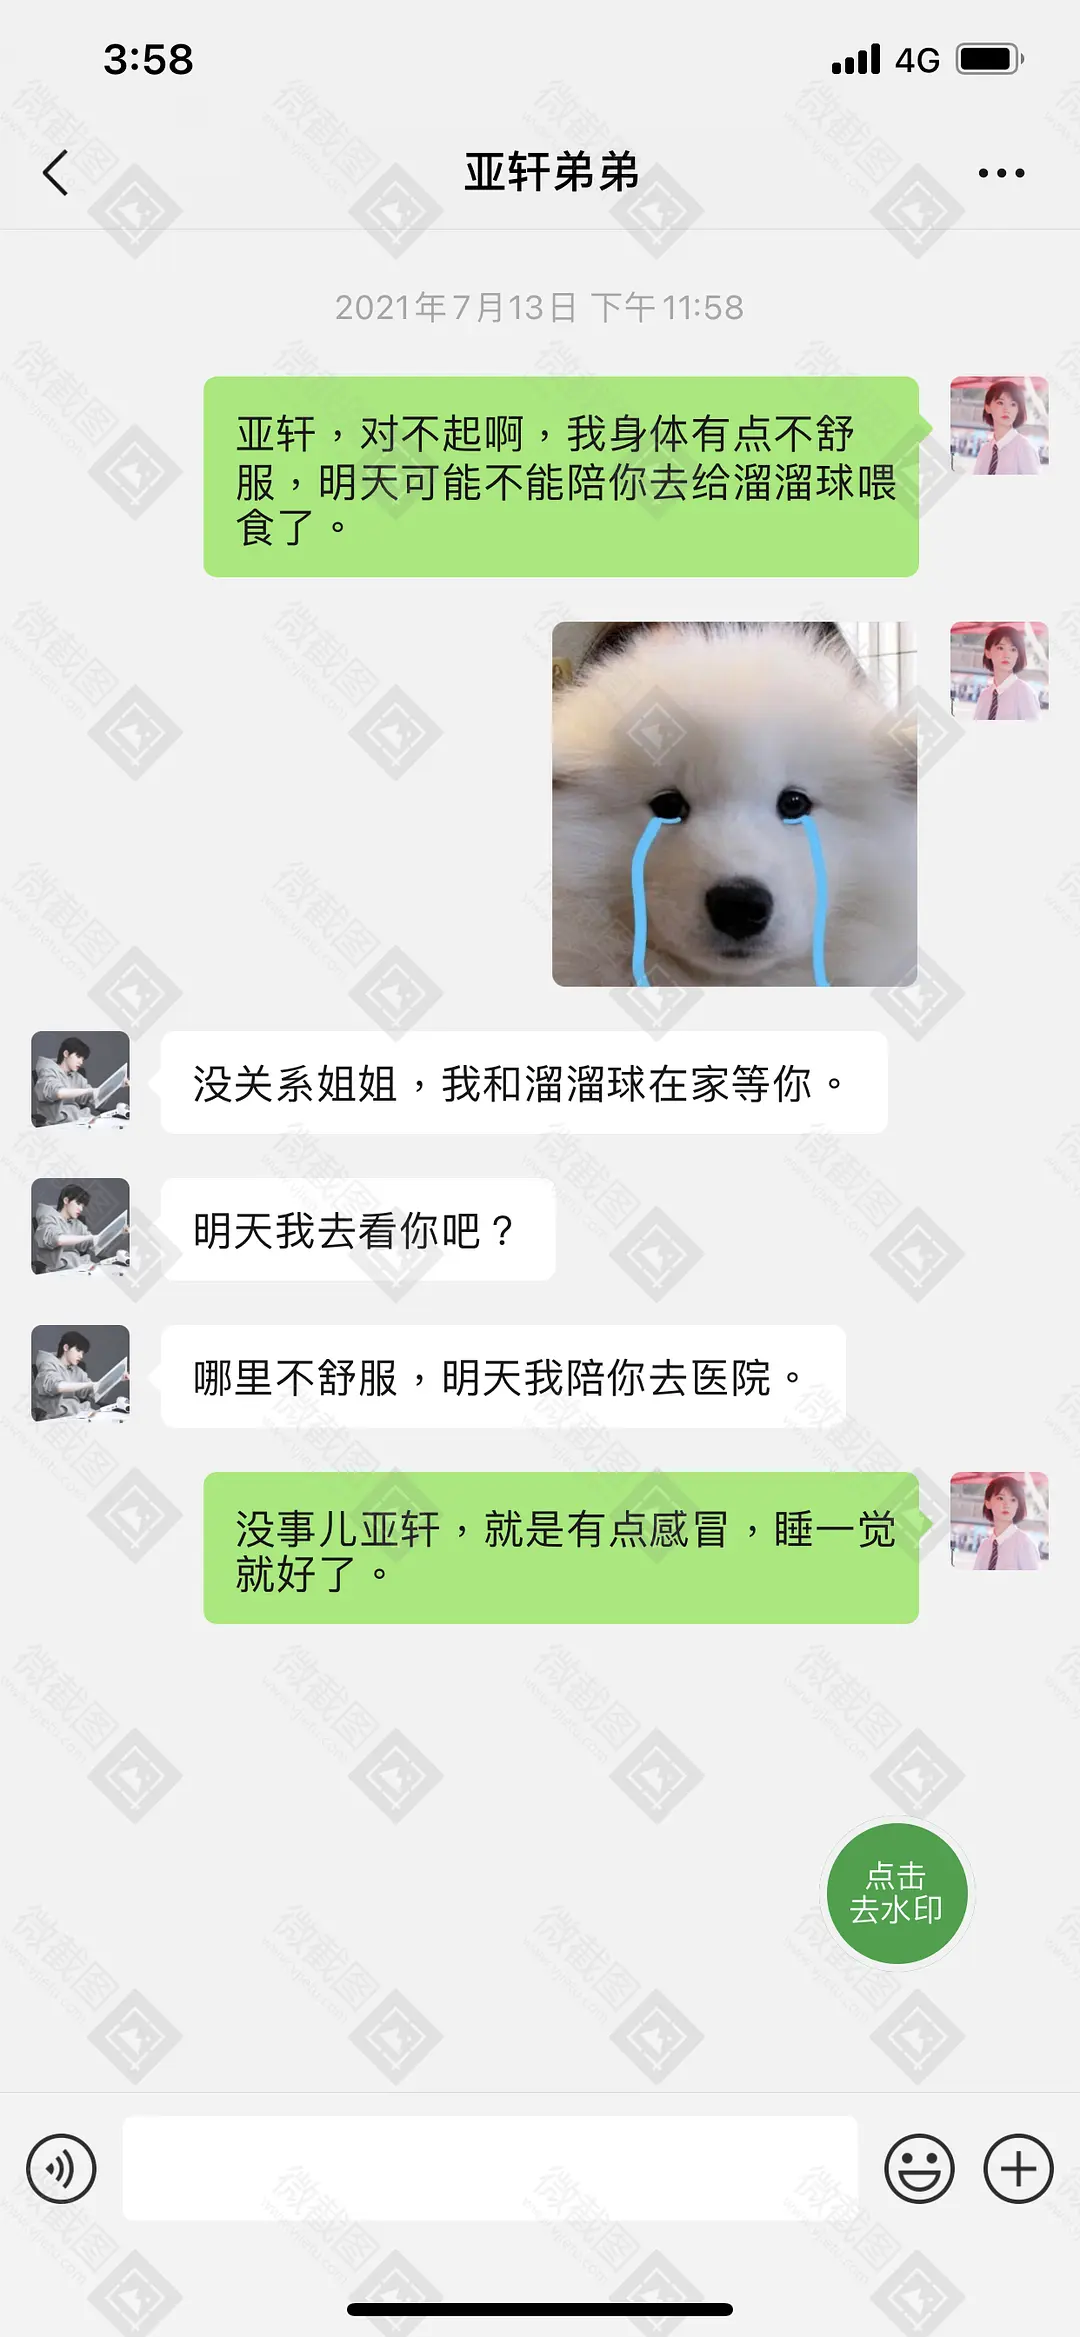 3:58
4G
亚轩弟弟
2021年7月13日 下午11:58
亚轩，对不起啊，我身体有点不舒
服，明天可能不能陪你去给溜溜球喂
食了。
没关系姐姐，我和溜溜球在家等你。
明天我去看你吧？
哪里不舒服，明天我陪你去医院。
没事儿亚轩，就是有点感冒，睡一觉
就好了。
点击
去水印
微截图